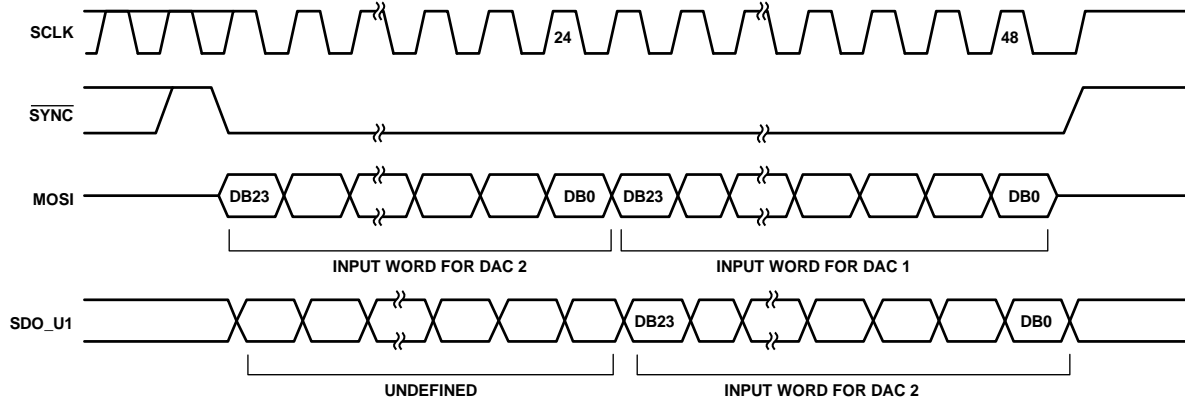 SCLK
24
48
SYNC
MOSI
DB23
DB0
DB23
DB0
INPUT WORD FOR DAC 2
INPUT WORD FOR DAC 1
SDO_U1
DB23
DB0
UNDEFINED
INPUT WORD FOR DAC 2